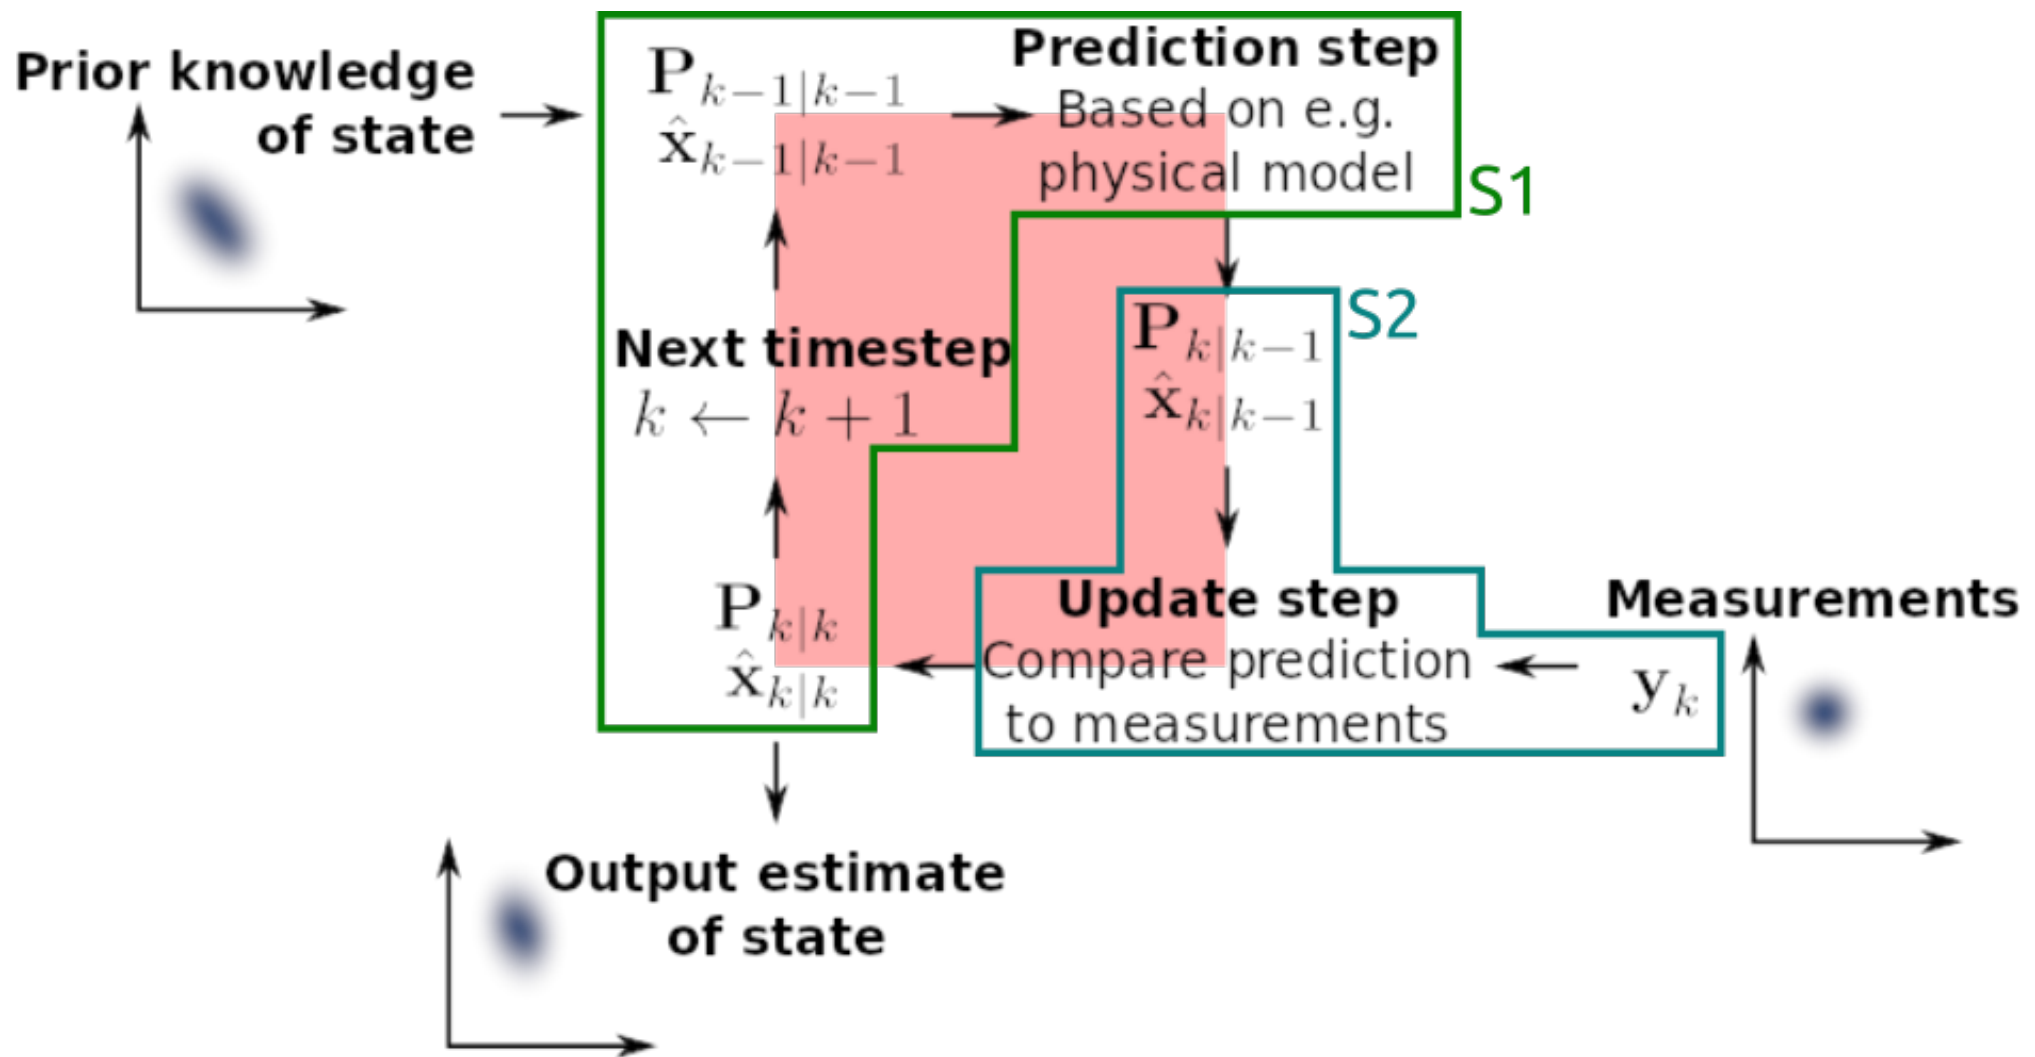 Prior knowledge
of state
P_{k-1|k-1}
x̂_{k-1|k-1}
Prediction step
Based on e.g.
physical model
S1
Next timestep
k ← k + 1
S2
P_{k|k-1}
x̂_{k|k-1}
P_{k|k}
x̂_{k|k}
Update step
Compare prediction
to measurements
Measurements
y_k
Output estimate
of state